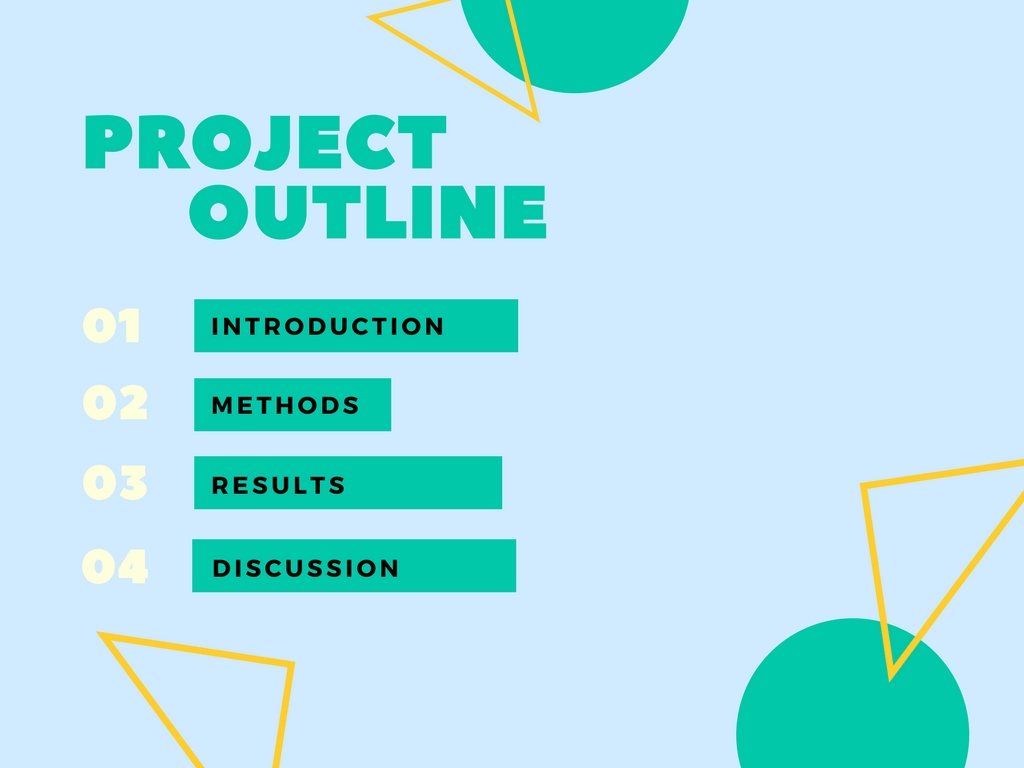 PROJECT
OUTLINE
01 INTRODUCTION
02 METHODS
03 RESULTS
04 DISCUSSION